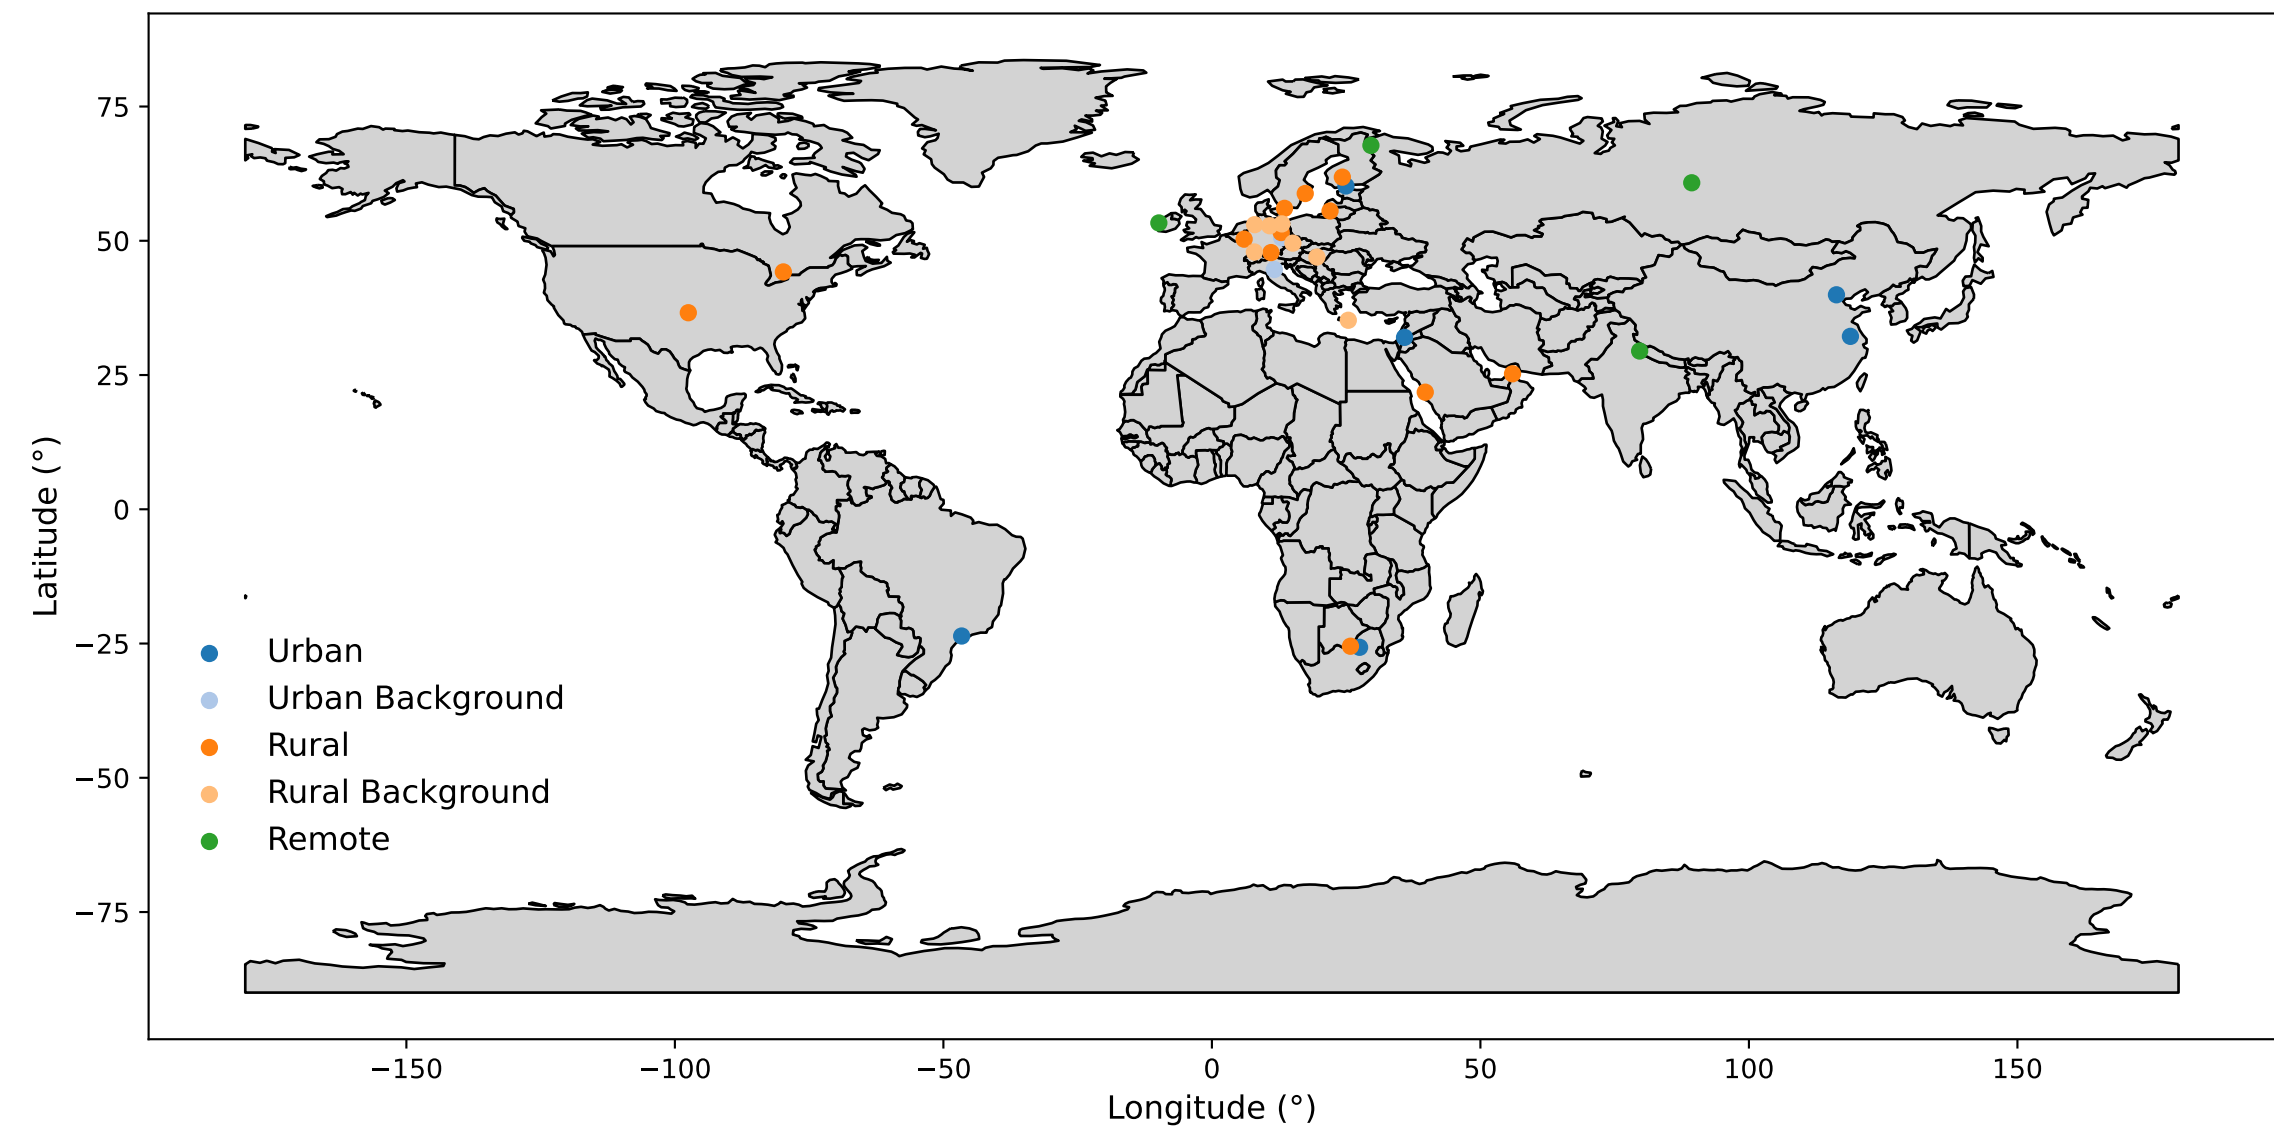 75
50
25
0
−25
−50
−75
Latitude (°)
Urban
Urban Background
Rural
Rural Background
Remote
−150
−100
−50
0
50
100
150
Longitude (°)